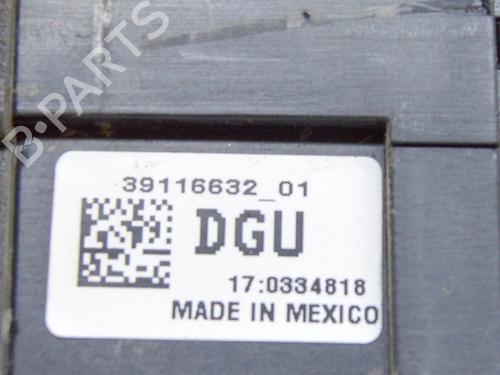 B·PARTS
39116632_01
DGU
17:0334818
MADE IN MEXICO